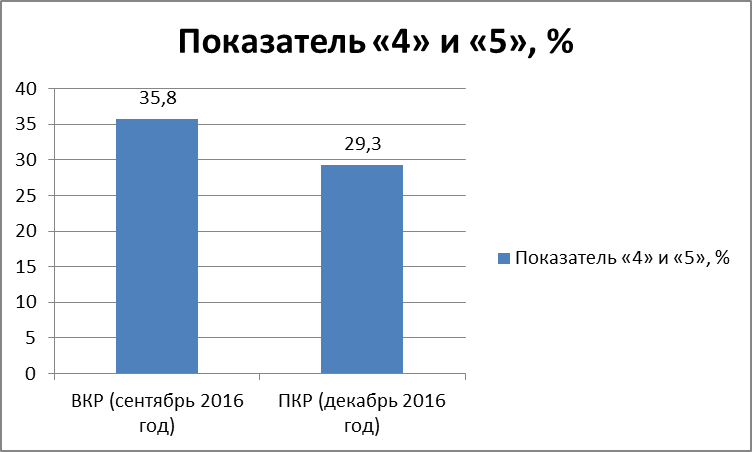 Показатель «4» и «5», %
40
35
30
25
20
15
10
5
0
35,8
29,3
ВКР (сентябрь 2016
год)
ПКР (декабрь 2016
год)
Показатель «4» и «5», %